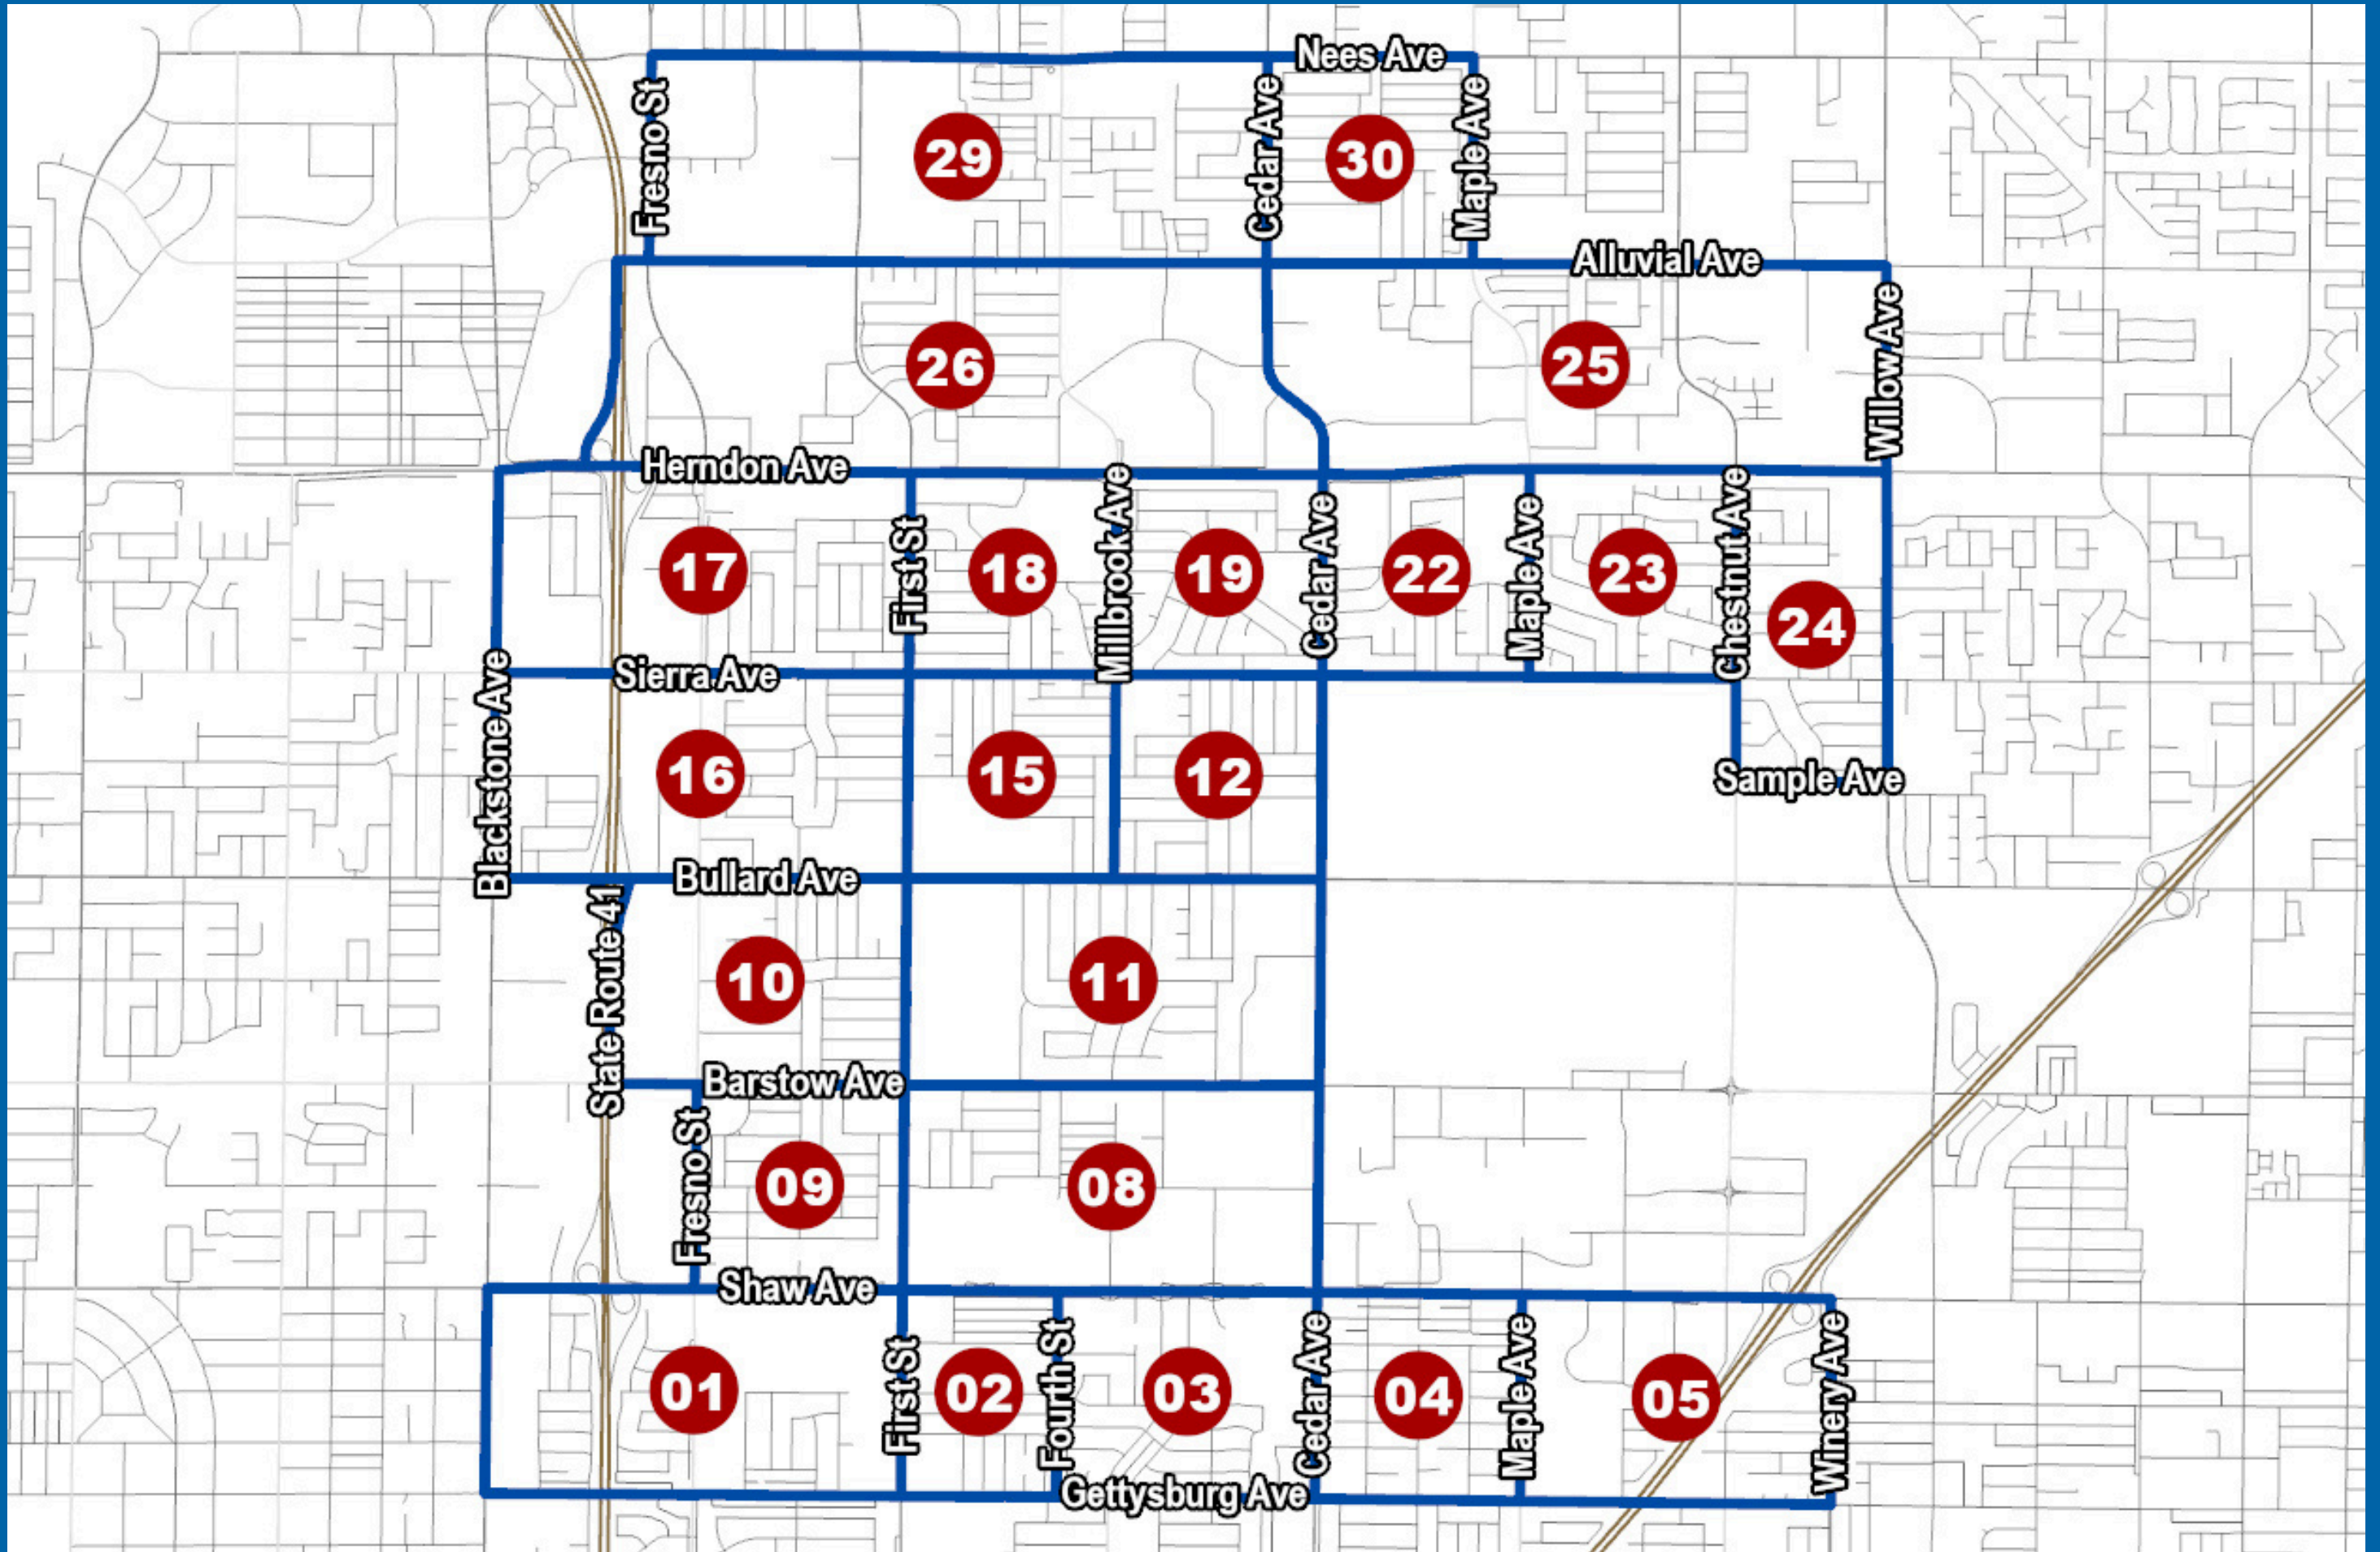 Nees Ave
Fresno St
29
Cedar Ave
30
Maple Ave
Alluvial Ave
26
25
Willow Ave
Herndon Ave
17
First St
18
Millbrook Ave
19
Cedar Ave
22
Maple Ave
23
Chestnut Ave
24
Sierra Ave
Blackstone Ave
16
15
12
Sample Ave
Bullard Ave
State Route 41
10
11
Barstow Ave
Fresno St
09
08
Shaw Ave
01
First St
02
Fourth St
03
Cedar Ave
04
Maple Ave
05
Winery Ave
Gettysburg Ave